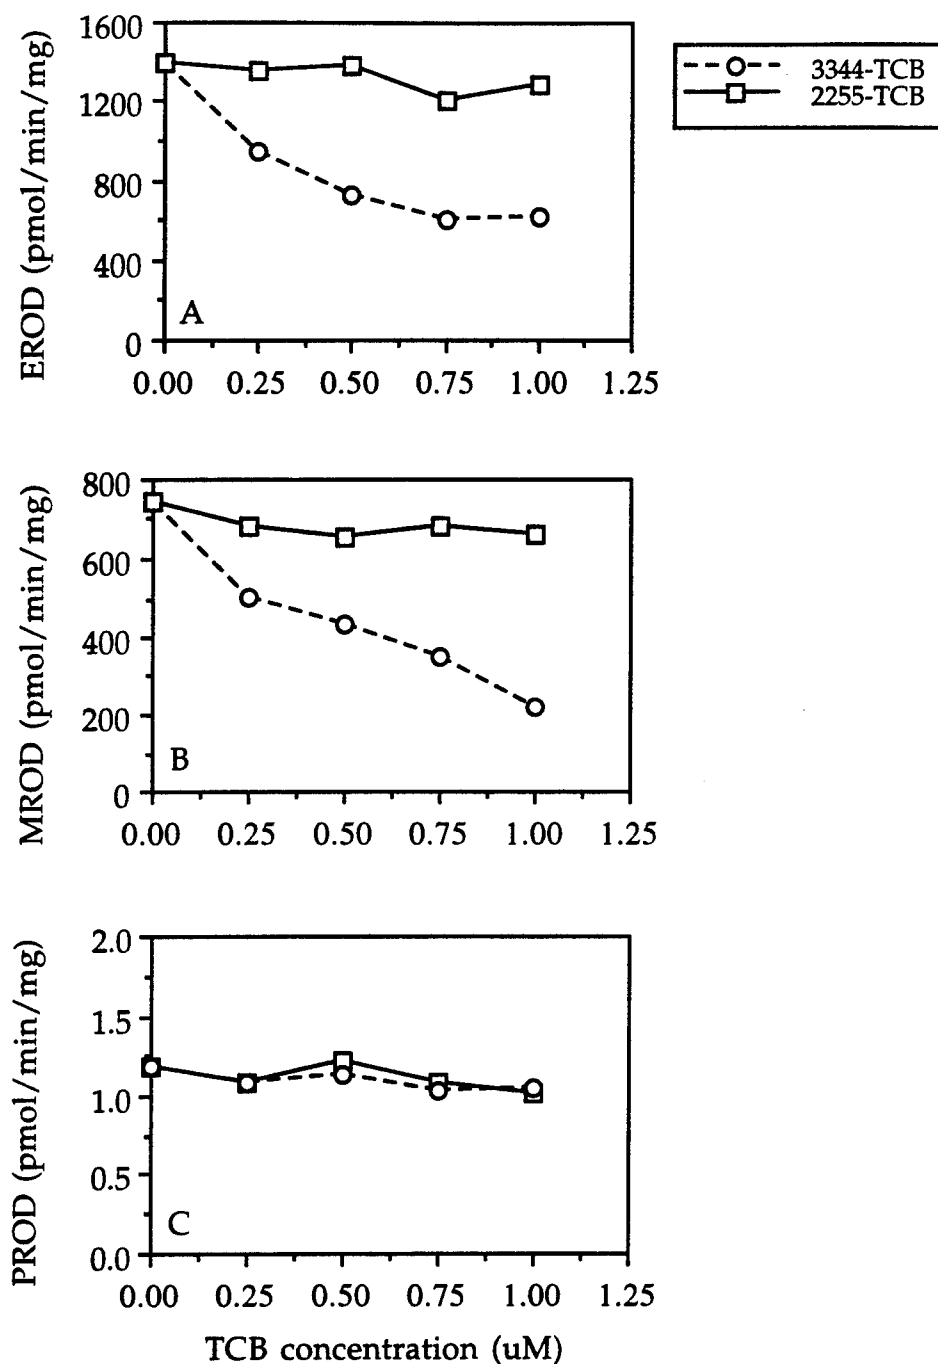 3344-TCB
2255-TCB
EROD (pmol/min/mg)
1600
1200
800
400
0
A
0.00 0.25 0.50 0.75 1.00 1.25
MROD (pmol/min/mg)
800
600
400
200
0
B
0.00 0.25 0.50 0.75 1.00 1.25
PROD (pmol/min/mg)
2.0
1.5
1.0
0.5
0.0
C
0.00 0.25 0.50 0.75 1.00 1.25
TCB concentration (uM)